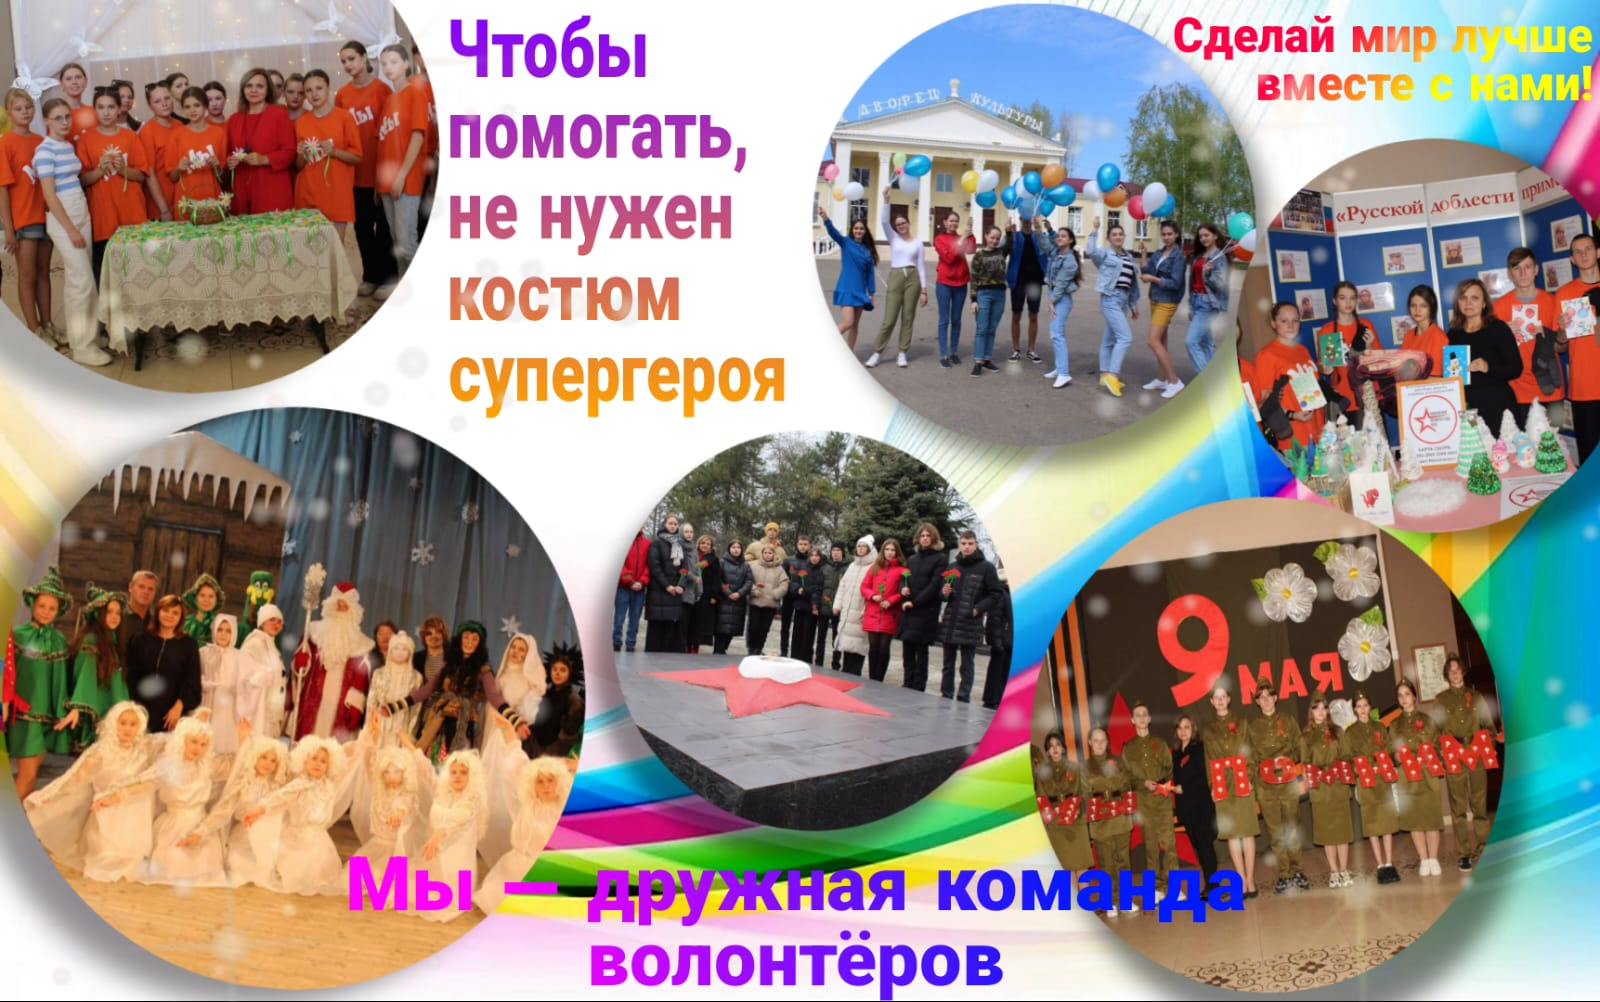 Чтобы
помогать,
не нужен
костюм
супергероя
Сделай мир лучше
вместе с нами!
ДВОРЕЦ КУЛЬТУРЫ
«Русской доблести
9
МАЯ
МЫ ПОМНИМ
Мы — дружная команда
волонтёров